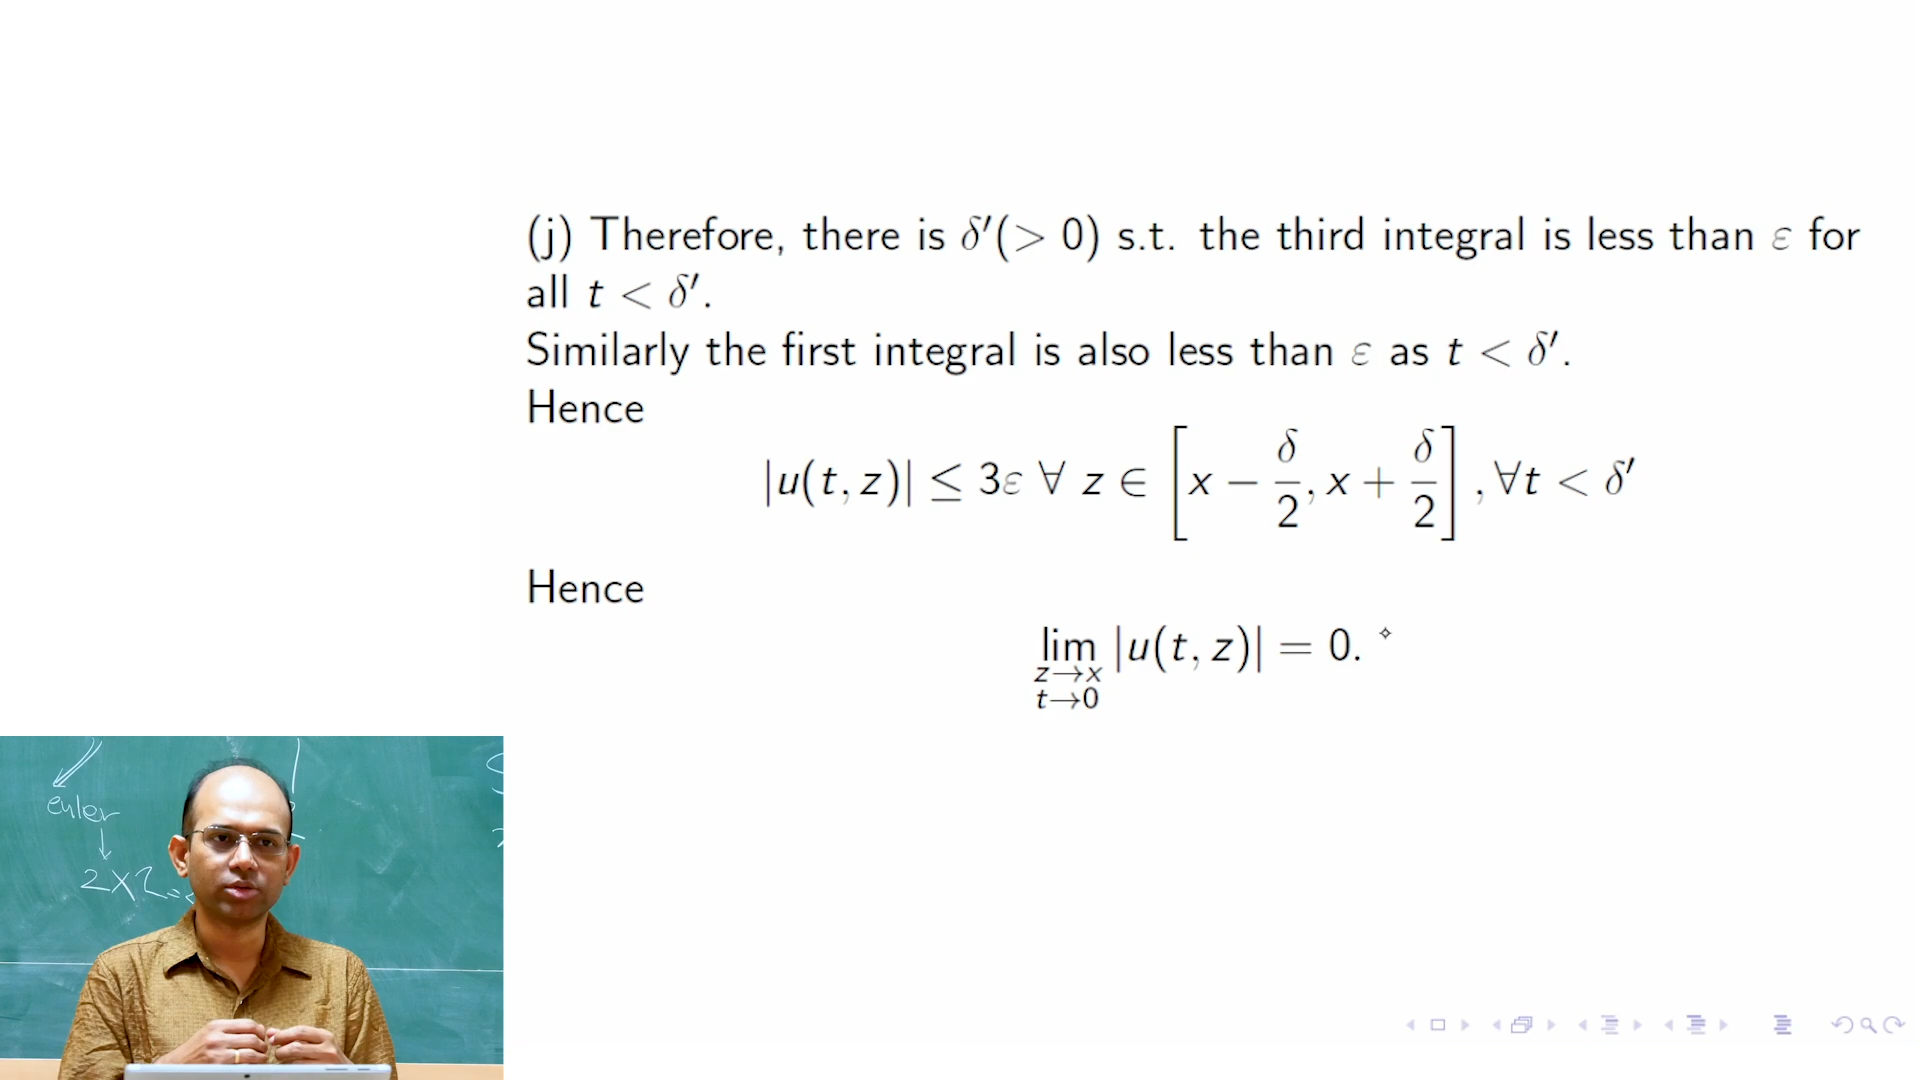 (j) Therefore, there is δ′(> 0) s.t. the third integral is less than ε for
all t < δ′.
Similarly the first integral is also less than ε as t < δ′.
Hence
|u(t, z)| ≤ 3ε ∀ z ∈ [x − δ/2, x + δ/2], ∀t < δ′
Hence
lim |u(t, z)| = 0.
z→x
t→0
euler
2×2=